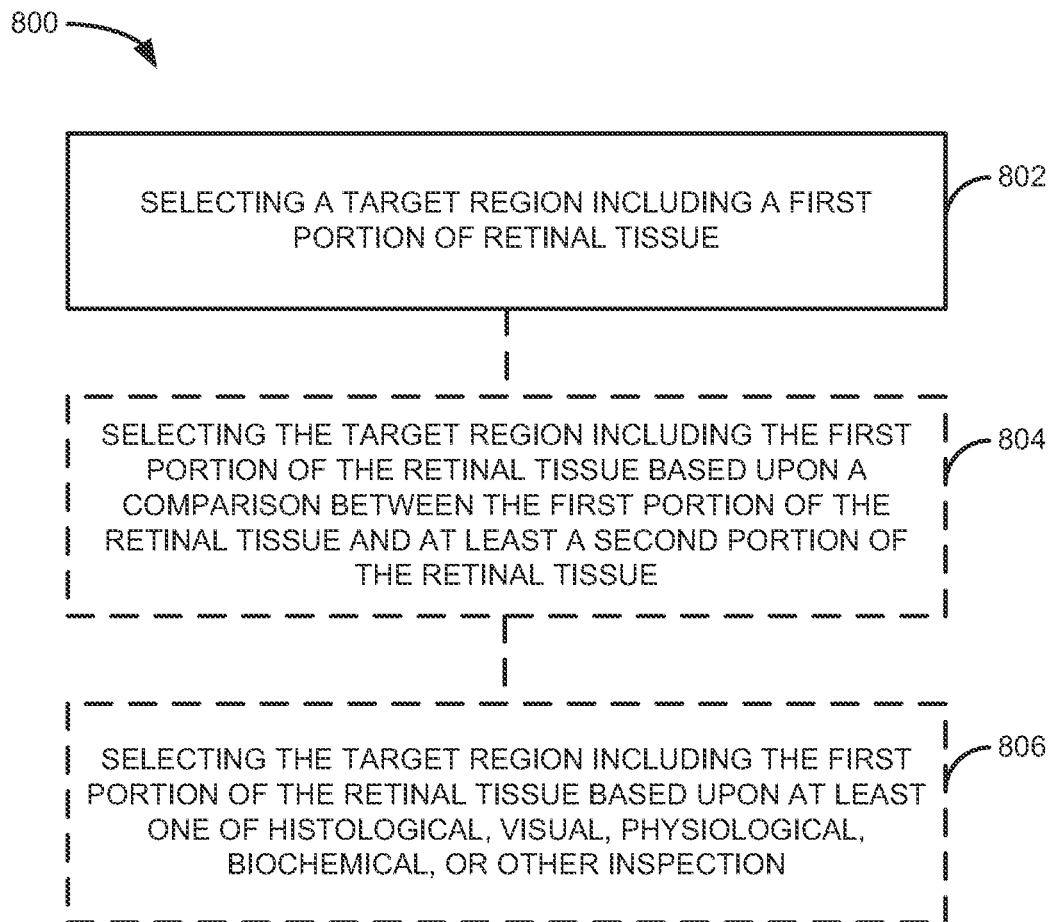 800
SELECTING A TARGET REGION INCLUDING A FIRST
PORTION OF RETINAL TISSUE
802
SELECTING THE TARGET REGION INCLUDING THE FIRST
PORTION OF THE RETINAL TISSUE BASED UPON A
COMPARISON BETWEEN THE FIRST PORTION OF THE
RETINAL TISSUE AND AT LEAST A SECOND PORTION OF
THE RETINAL TISSUE
804
SELECTING THE TARGET REGION INCLUDING THE FIRST
PORTION OF THE RETINAL TISSUE BASED UPON AT LEAST
ONE OF HISTOLOGICAL, VISUAL, PHYSIOLOGICAL,
BIOCHEMICAL, OR OTHER INSPECTION
806